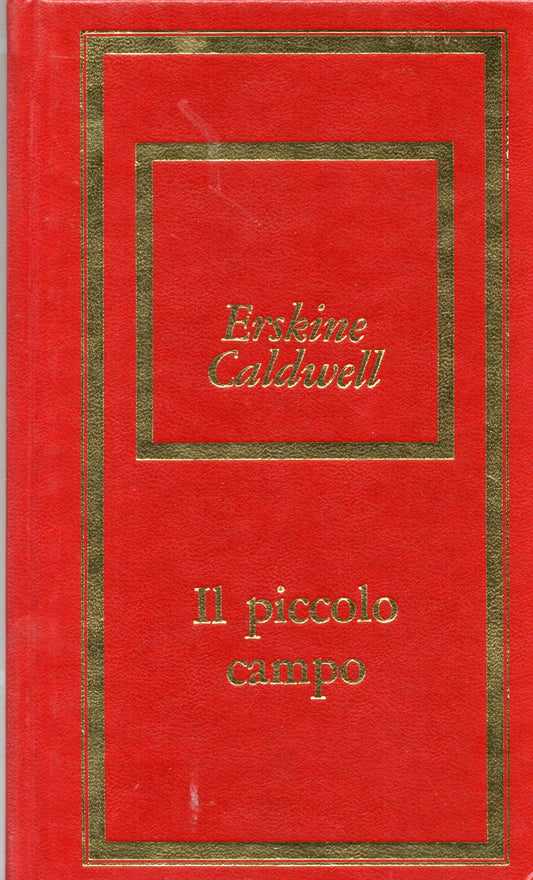 Erskine
Caldwell
Il piccolo
campo